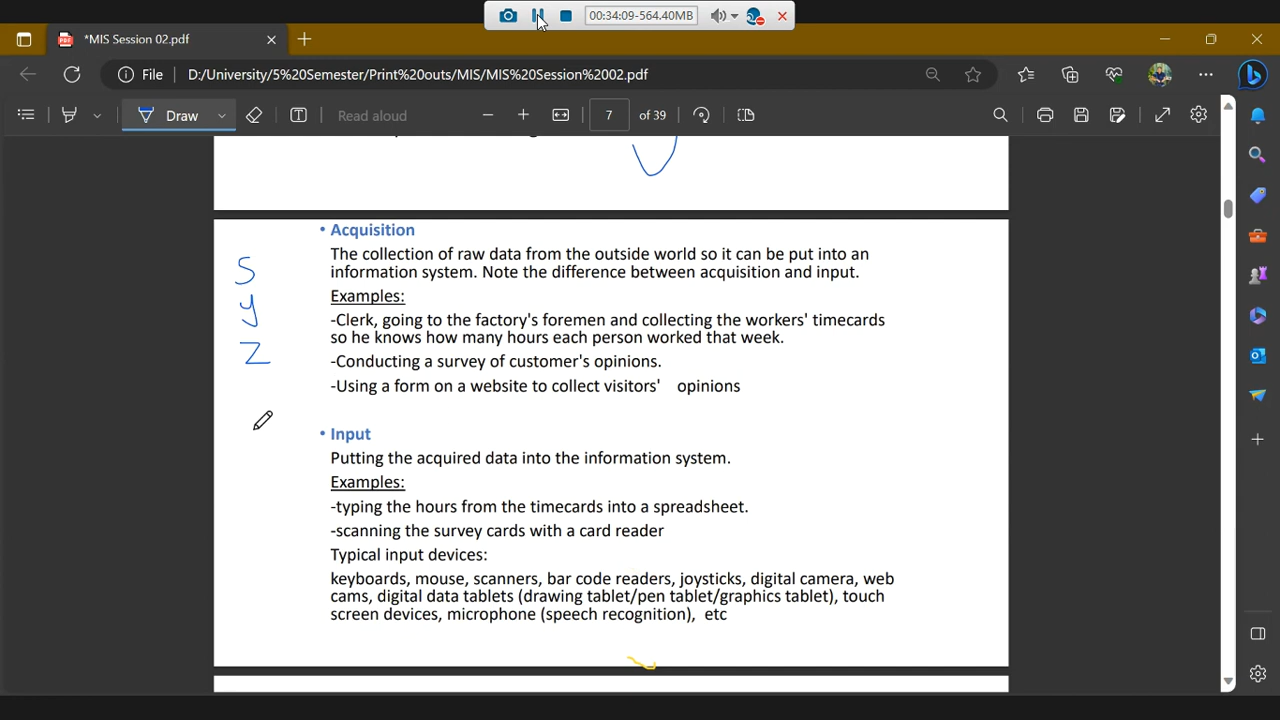 00:34:09-564.40MB
*MIS Session 02.pdf
File D:/University/5%20Semester/Print%20outs/MIS/MIS%20Session%2002.pdf
Draw
Read aloud
7 of 39
• Acquisition
The collection of raw data from the outside world so it can be put into an
information system. Note the difference between acquisition and input.
Examples:
-Clerk, going to the factory's foremen and collecting the workers' timecards
so he knows how many hours each person worked that week.
-Conducting a survey of customer's opinions.
-Using a form on a website to collect visitors' opinions
S
y
Z
• Input
Putting the acquired data into the information system.
Examples:
-typing the hours from the timecards into a spreadsheet.
-scanning the survey cards with a card reader
Typical input devices:
keyboards, mouse, scanners, bar code readers, joysticks, digital camera, web
cams, digital data tablets (drawing tablet/pen tablet/graphics tablet), touch
screen devices, microphone (speech recognition), etc